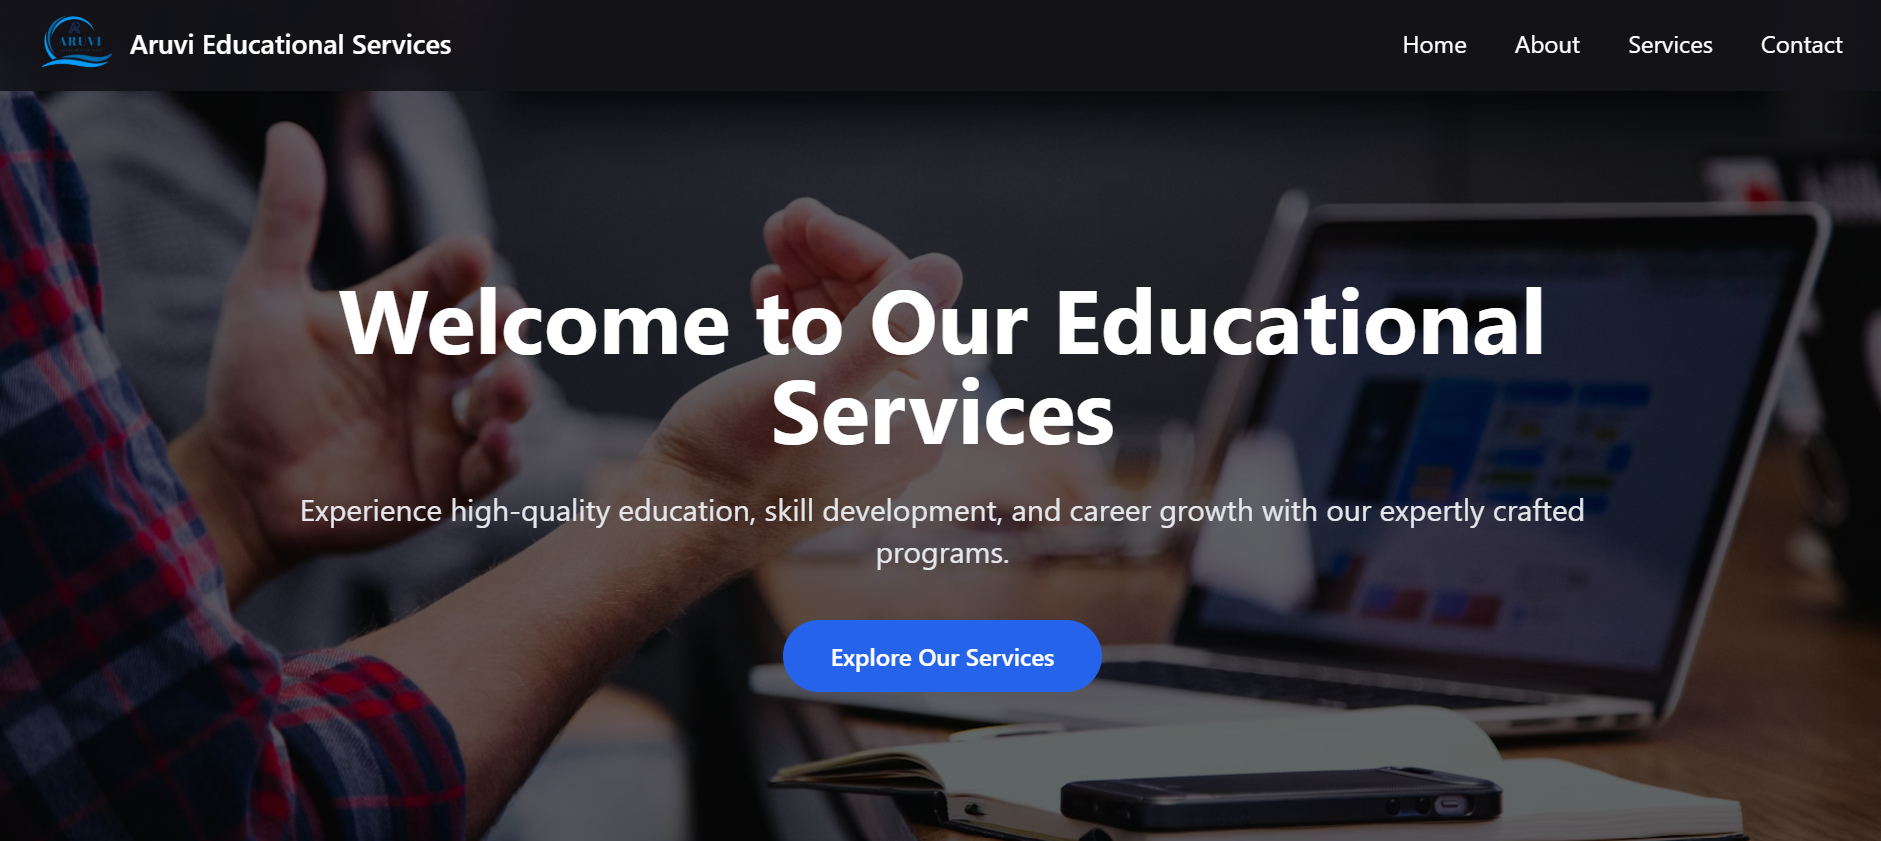 ARUVI
Aruvi Educational Services
Home
About
Services
Contact
Welcome to Our Educational
Services
Experience high-quality education, skill development, and career growth with our expertly crafted
programs.
Explore Our Services